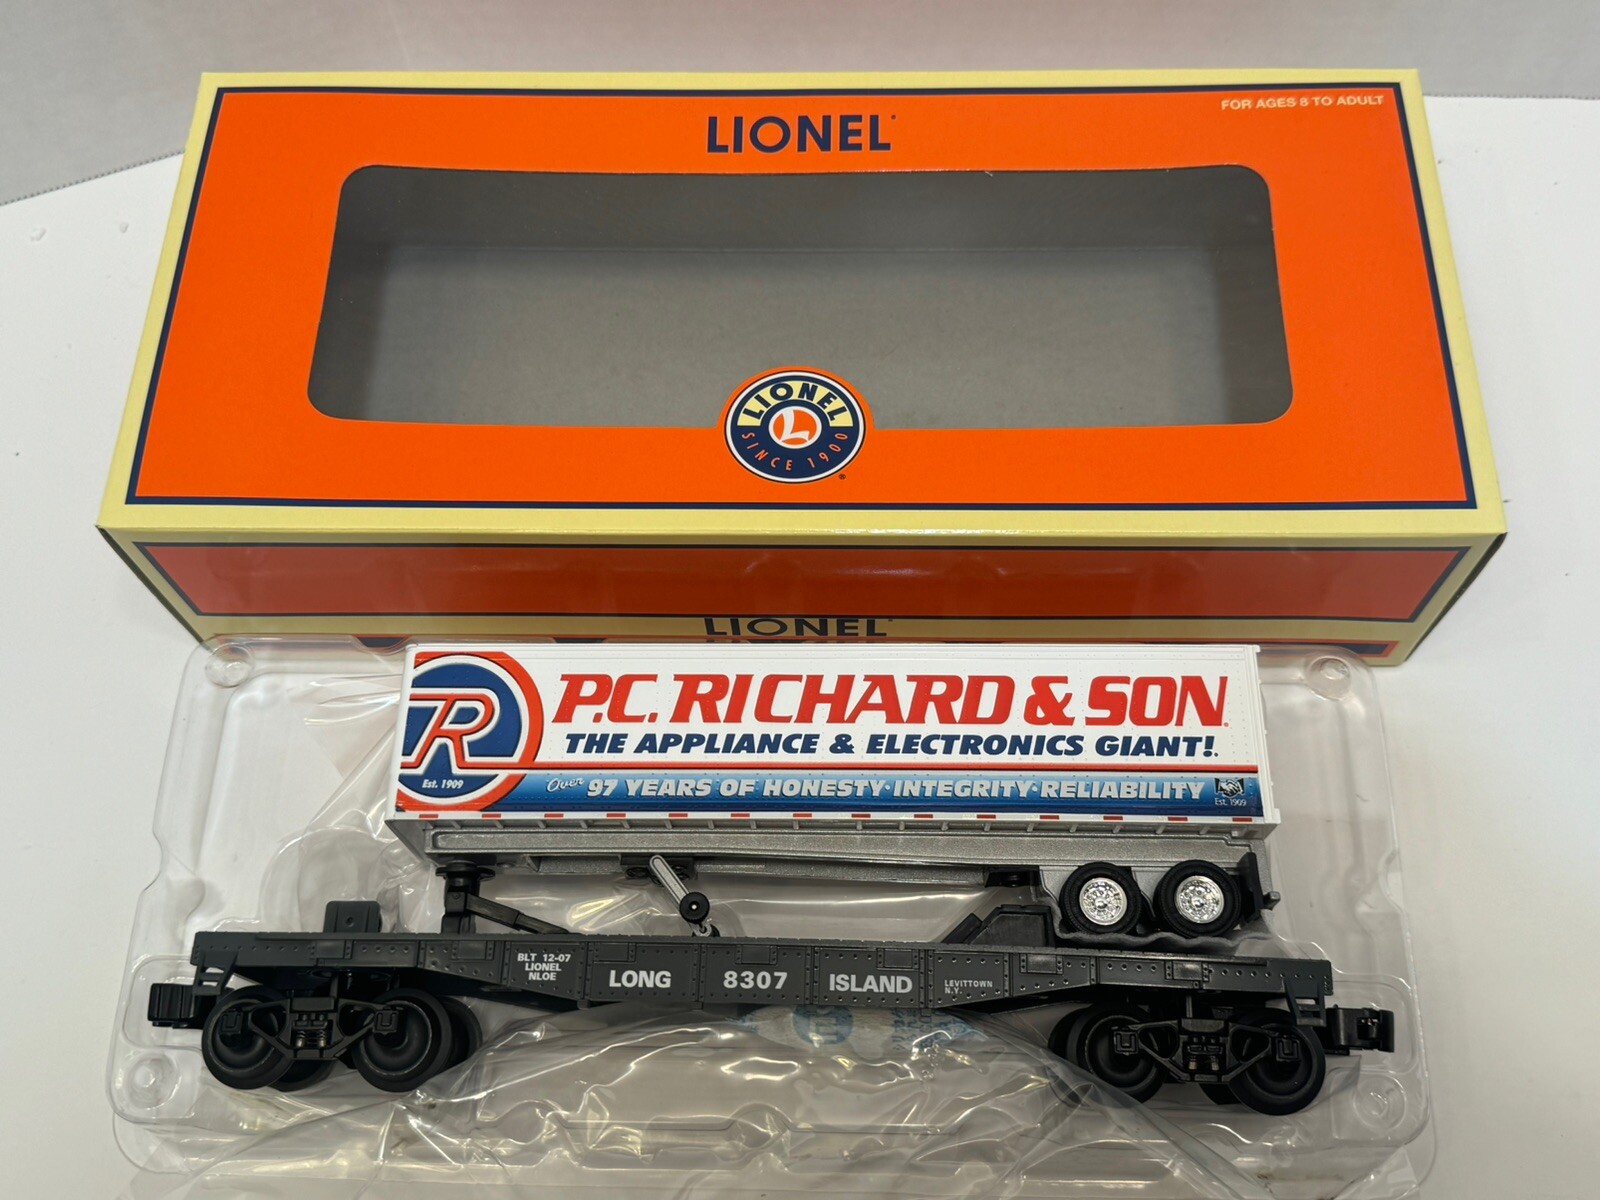 FOR AGES 8 TO ADULT
LIONEL
LIONEL
L
SINCE 1900
LIONEL
R
Est. 1909
P.C. RICHARD & SON
THE APPLIANCE & ELECTRONICS GIANT!
Over 97 YEARS OF HONESTY·INTEGRITY·RELIABILITY
Est. 1909
BLT 12-07
LIONEL
NLOE
LONG 8307 ISLAND
LEVITTOWN
N.Y.